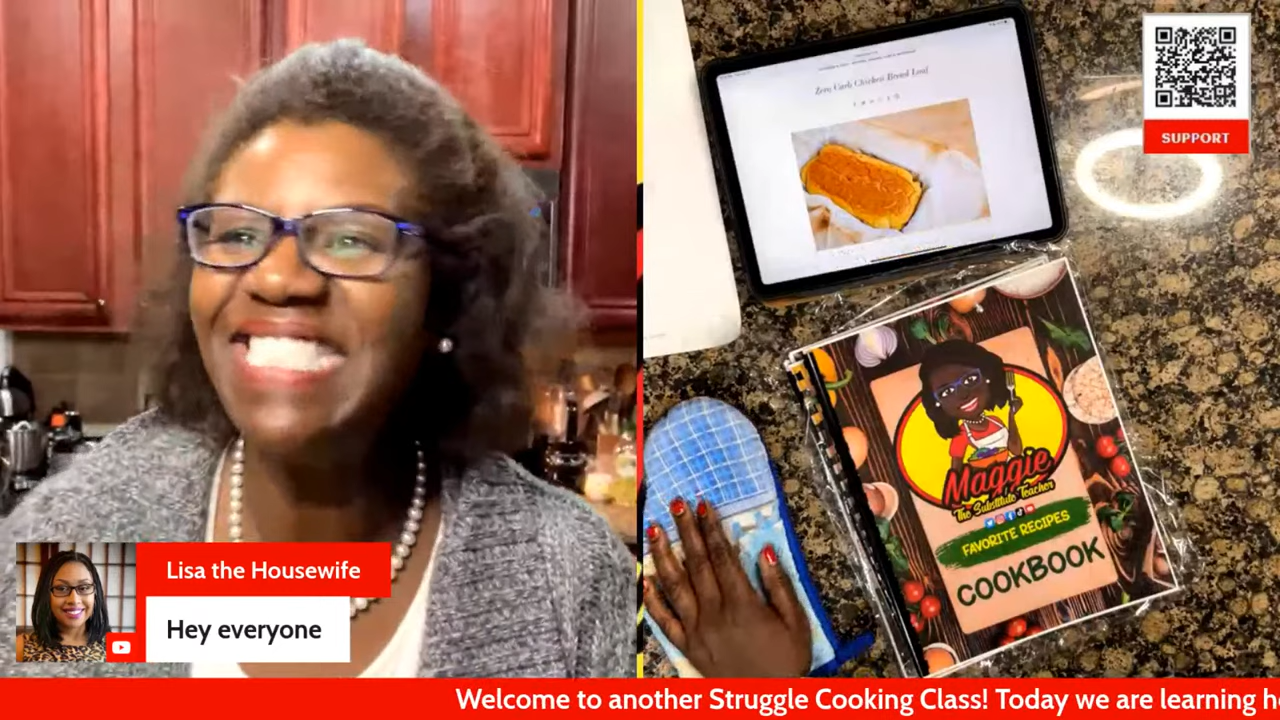 Zero Carb Chicken Bread Loaf
SUPPORT
Maggie
The Substitute Teacher
FAVORITE RECIPES
COOKBOOK
Lisa the Housewife
Hey everyone
Welcome to another Struggle Cooking Class! Today we are learning h